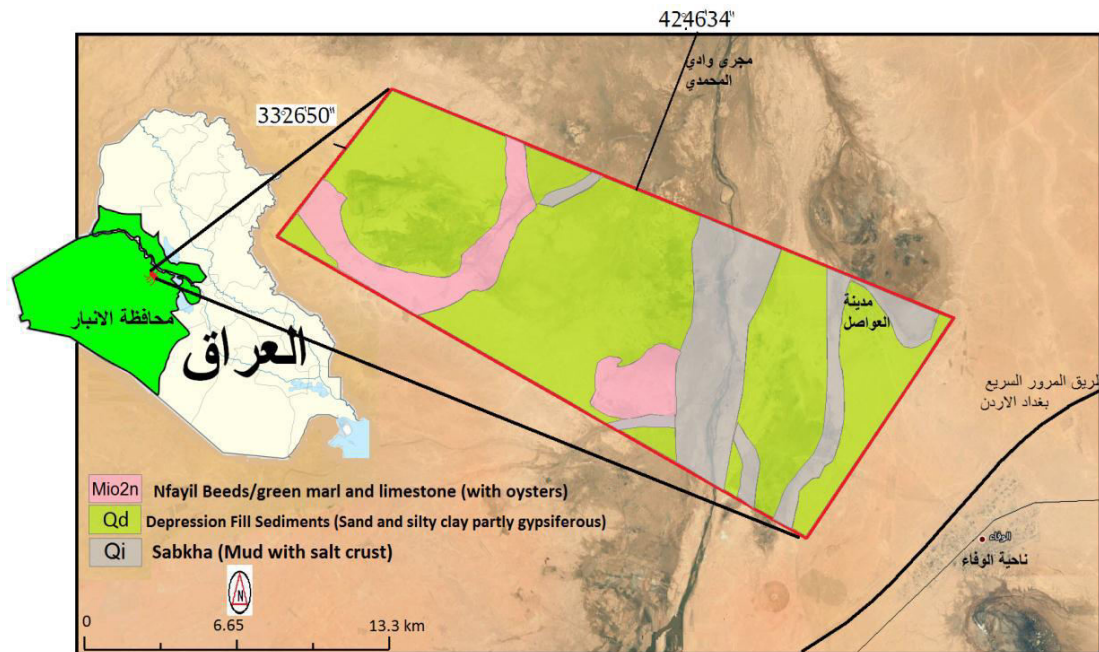 42°46'34"
مجرى وادي
المحمدي
33°26'50"
محافظة الانبار
العراق
مدينة
العواصل
طريق المرور السريع
بغداد الاردن
الوفاء
ناحية الوفاء
Mio2n Nfayil Beeds/green marl and limestone (with oysters)
Qd Depression Fill Sediments (Sand and silty clay partly gypsiferous)
Qi Sabkha (Mud with salt crust)
N
0 6.65 13.3 km